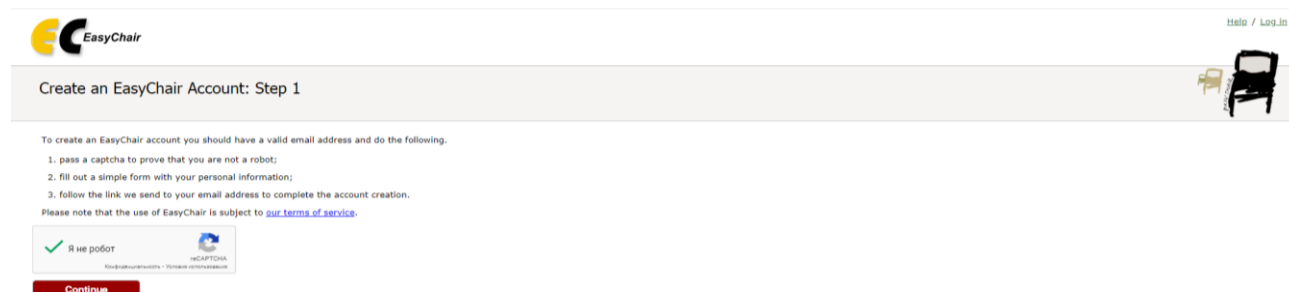 Help / Log in
EC EasyChair
Create an EasyChair Account: Step 1
To create an EasyChair account you should have a valid email address and do the following.
1. pass a captcha to prove that you are not a robot;
2. fill out a simple form with your personal information;
3. follow the link we send to your email address to complete the account creation.
Please note that the use of EasyChair is subject to our terms of service.
Я не робот
reCAPTCHA
Конфиденциальность - Условия использования
Continue